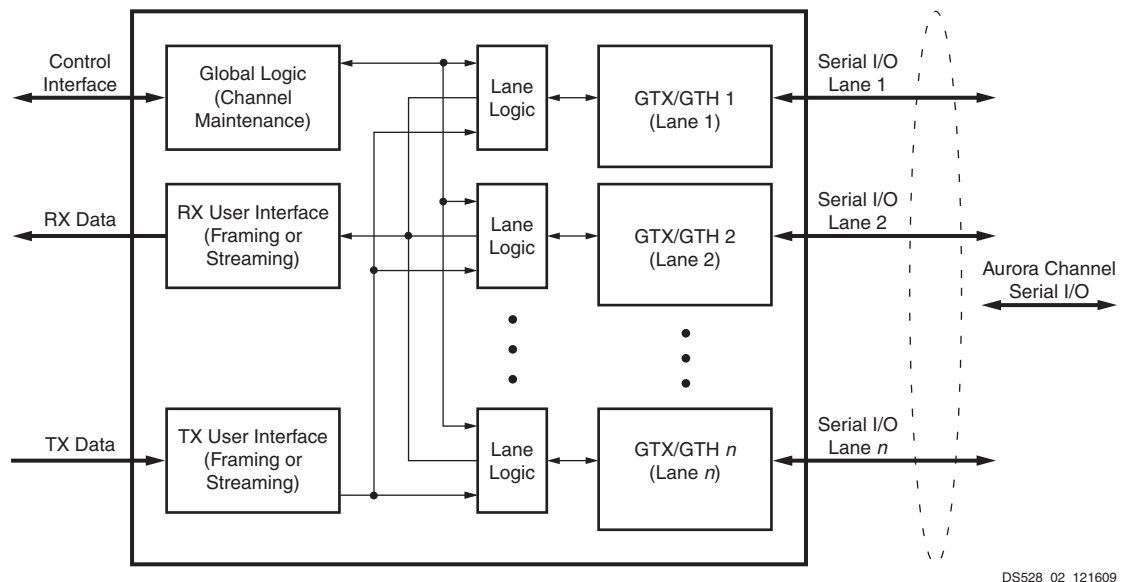 Control
Interface
Global Logic
(Channel
Maintenance)
Lane
Logic
GTX/GTH 1
(Lane 1)
Serial I/O
Lane 1
RX Data
RX User Interface
(Framing or
Streaming)
Lane
Logic
GTX/GTH 2
(Lane 2)
Serial I/O
Lane 2
Aurora Channel
Serial I/O
TX Data
TX User Interface
(Framing or
Streaming)
Lane
Logic
GTX/GTH n
(Lane n)
Serial I/O
Lane n
DS528_02_121609